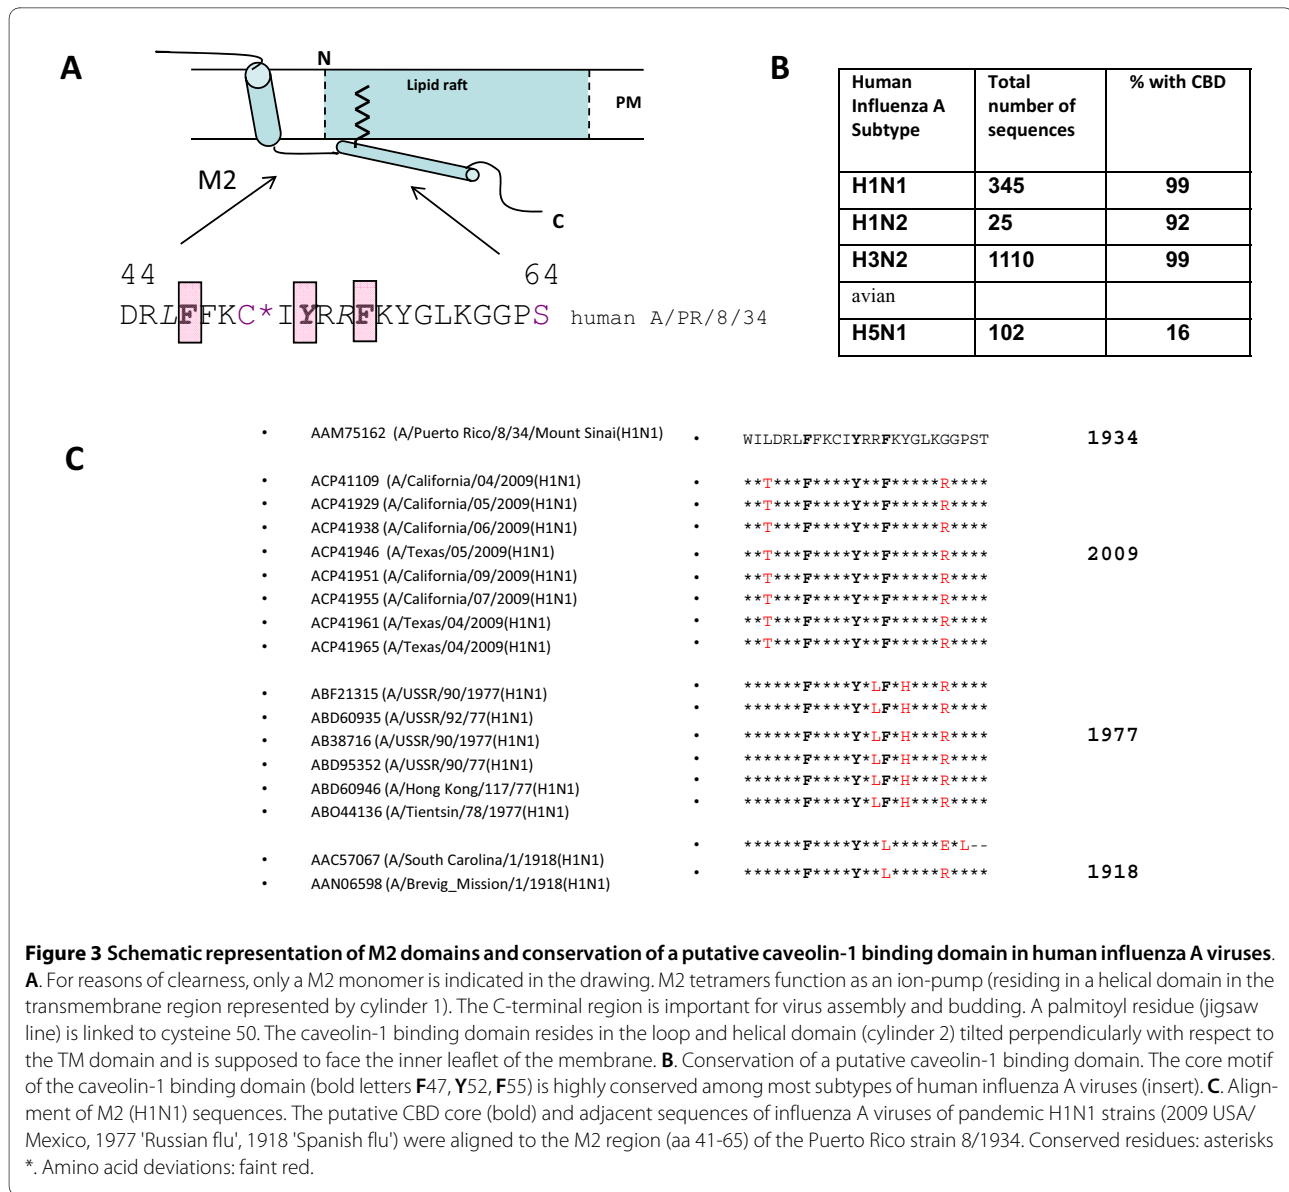 A
N
Lipid raft
PM
M2
C
44 64
DRLFFKC*IYRRFKYGLKGGPS human A/PR/8/34
B
Human Influenza A Subtype Total number of sequences % with CBD
H1N1 345 99
H1N2 25 92
H3N2 1110 99
avian
H5N1 102 16
C
• AAM75162 (A/Puerto Rico/8/34/Mount Sinai(H1N1) • WILDRLFFKCIYRRFKYGLKGGPST 1934
• ACP41109 (A/California/04/2009(H1N1) • **T***F****Y**F*****R****
• ACP41929 (A/California/05/2009(H1N1) • **T***F****Y**F*****R****
• ACP41938 (A/California/06/2009(H1N1) • **T***F****Y**F*****R****
• ACP41946 (A/Texas/05/2009(H1N1) • **T***F****Y**F*****R**** 2009
• ACP41951 (A/California/09/2009(H1N1) • **T***F****Y**F*****R****
• ACP41955 (A/California/07/2009(H1N1) • **T***F****Y**F*****R****
• ACP41961 (A/Texas/04/2009(H1N1) • **T***F****Y**F*****R****
• ACP41965 (A/Texas/04/2009(H1N1) • **T***F****Y**F*****R****
• ABF21315 (A/USSR/90/1977(H1N1) • ******F****Y*LF*H***R****
• ABD60935 (A/USSR/92/77(H1N1) • ******F****Y*LF*H***R****
• AB38716 (A/USSR/90/1977(H1N1) • ******F****Y*LF*H***R**** 1977
• ABD95352 (A/USSR/90/77(H1N1) • ******F****Y*LF*H***R****
• ABD60946 (A/Hong Kong/117/77(H1N1) • ******F****Y*LF*H***R****
• ABO44136 (A/Tientsin/78/1977(H1N1) • ******F****Y*LF*H***R****
• AAC57067 (A/South Carolina/1/1918(H1N1) • ******F****Y**L*****E*L--
• AAN06598 (A/Brevig_Mission/1/1918(H1N1) • ******F****Y**L*****R**** 1918
Figure 3 Schematic representation of M2 domains and conservation of a putative caveolin-1 binding domain in human influenza A viruses.
A. For reasons of clearness, only a M2 monomer is indicated in the drawing. M2 tetramers function as an ion-pump (residing in a helical domain in the
transmembrane region represented by cylinder 1). The C-terminal region is important for virus assembly and budding. A palmitoyl residue (jigsaw
line) is linked to cysteine 50. The caveolin-1 binding domain resides in the loop and helical domain (cylinder 2) tilted perpendicularly with respect to
the TM domain and is supposed to face the inner leaflet of the membrane. B. Conservation of a putative caveolin-1 binding domain. The core motif
of the caveolin-1 binding domain (bold letters F47, Y52, F55) is highly conserved among most subtypes of human influenza A viruses (insert). C. Align-
ment of M2 (H1N1) sequences. The putative CBD core (bold) and adjacent sequences of influenza A viruses of pandemic H1N1 strains (2009 USA/
Mexico, 1977 'Russian flu', 1918 'Spanish flu') were aligned to the M2 region (aa 41-65) of the Puerto Rico strain 8/1934. Conserved residues: asterisks
*. Amino acid deviations: faint red.